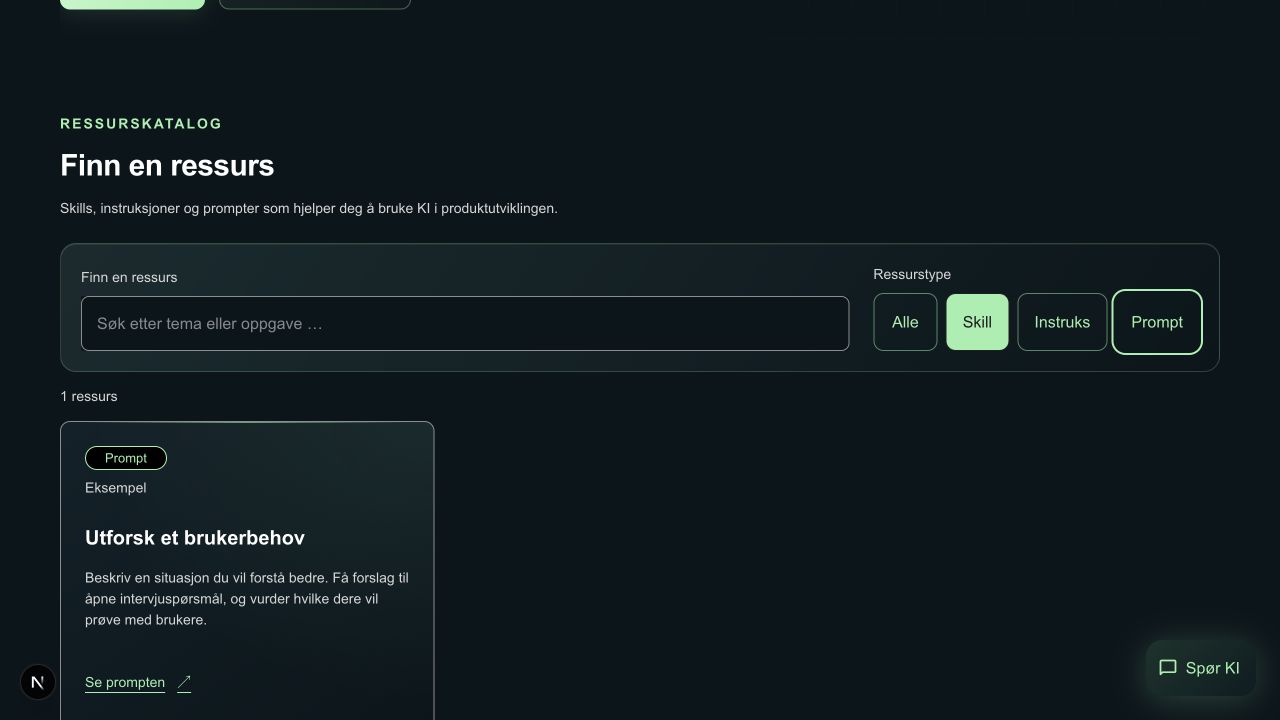 RESSURSKATALOG
Finn en ressurs
Skills, instruksjoner og prompter som hjelper deg å bruke KI i produktutviklingen.
Finn en ressurs
Søk etter tema eller oppgave …
Ressurstype
Alle
Skill
Instruks
Prompt
1 ressurs
Prompt
Eksempel
Utforsk et brukerbehov
Beskriv en situasjon du vil forstå bedre. Få forslag til
åpne intervjuspørsmål, og vurder hvilke dere vil
prøve med brukere.
Se prompten
N
Spør KI